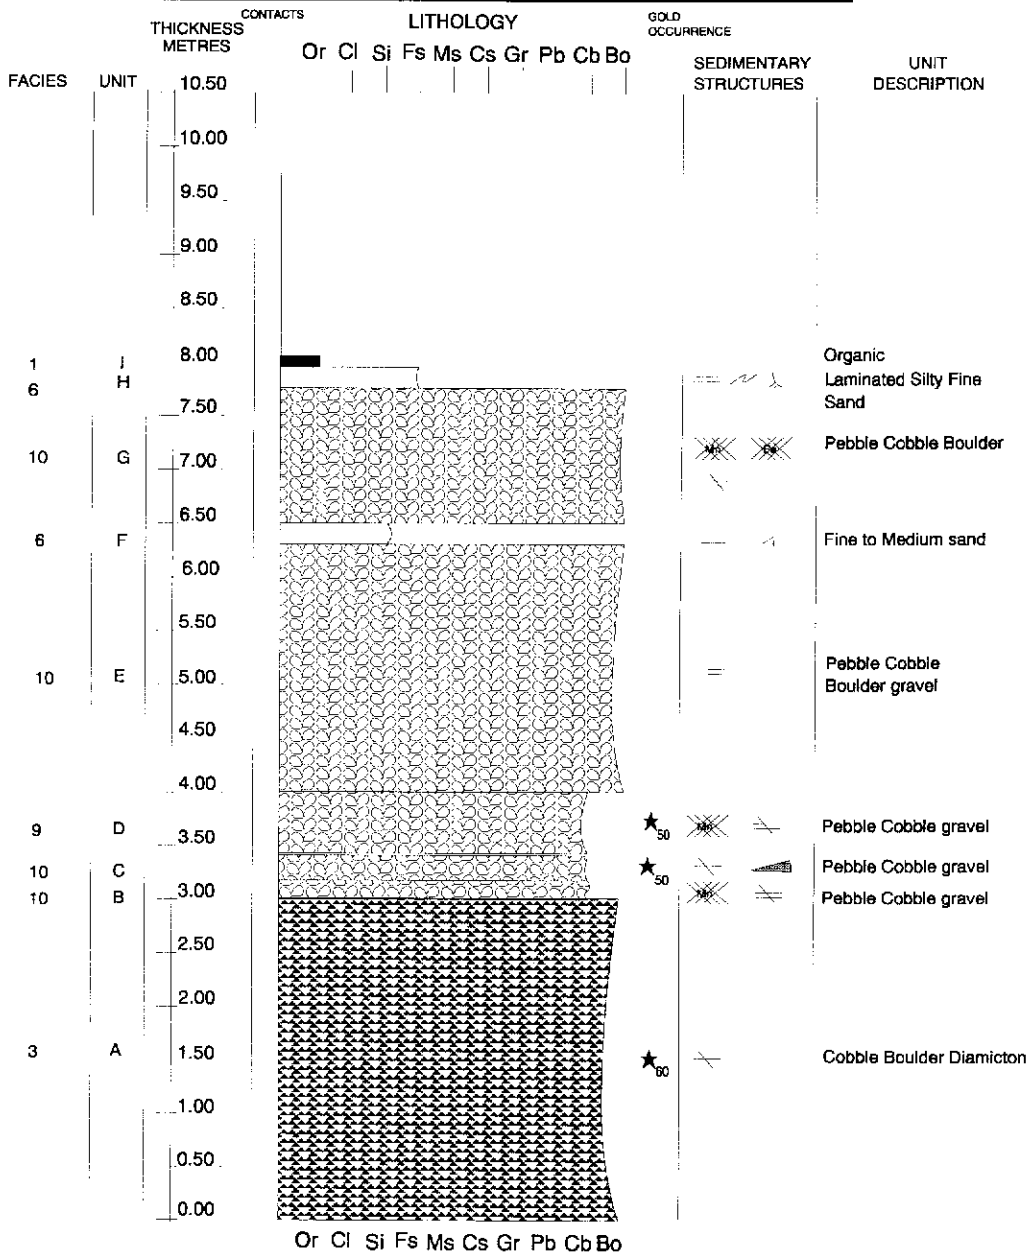 CONTACTS
GOLD
OCCURRENCE
THICKNESS
METRES
LITHOLOGY
Or Cl Si Fs Ms Cs Gr Pb Cb Bo
FACIES UNIT
SEDIMENTARY
STRUCTURES
UNIT
DESCRIPTION
10.50
10.00
9.50
9.00
8.50
8.00
1 I Organic
6 H Laminated Silty Fine
Sand
7.50
10 G Pebble Cobble Boulder
Mn
7.00
6.50
6 F Fine to Medium sand
6.00
5.50
10 E Pebble Cobble
Boulder gravel
5.00
4.50
4.00
9 D 50 Mn Pebble Cobble gravel
3.50
10 C 50 Pebble Cobble gravel
10 B 3.00 Mn Pebble Cobble gravel
2.50
2.00
3 A 1.50 60 Cobble Boulder Diamicton
1.00
0.50
0.00
Or Cl Si Fs Ms Cs Gr Pb Cb Bo